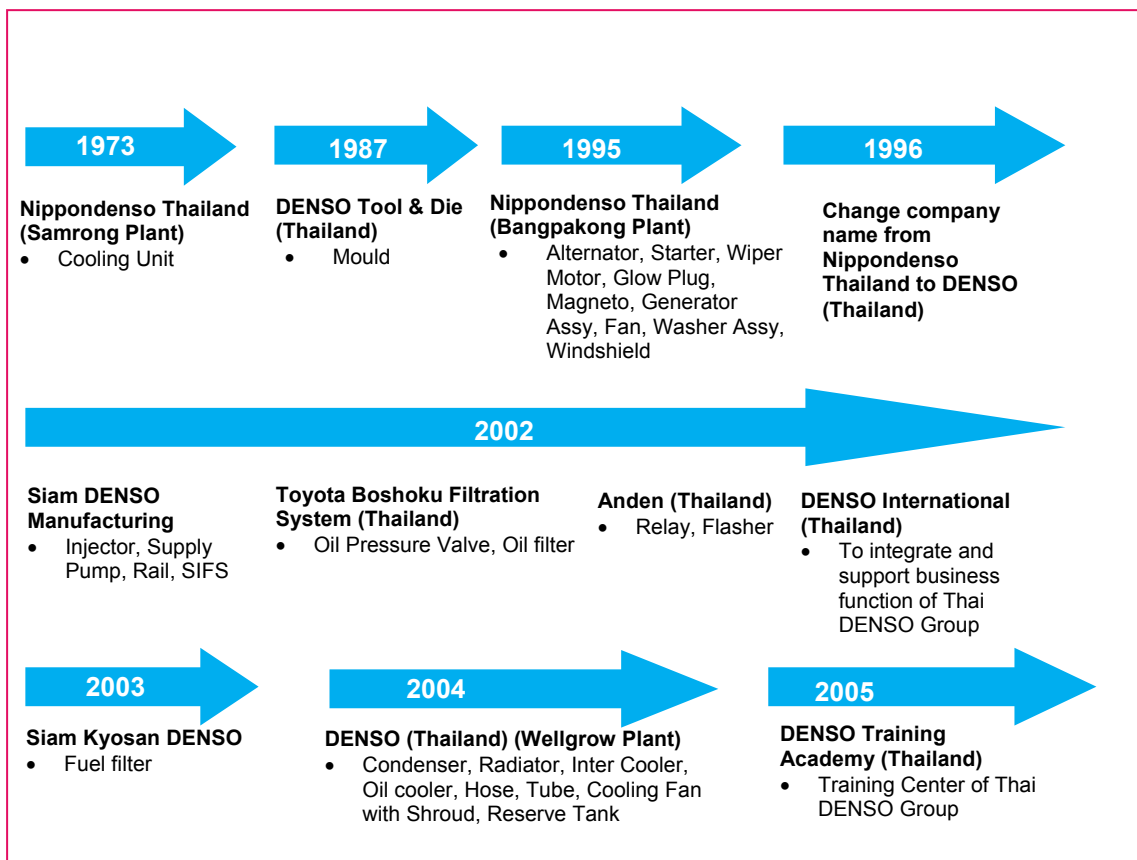 1973
1987
1995
1996
Nippondenso Thailand
(Samrong Plant)
• Cooling Unit
DENSO Tool & Die
(Thailand)
• Mould
Nippondenso Thailand
(Bangpakong Plant)
• Alternator, Starter, Wiper
Motor, Glow Plug,
Magneto, Generator
Assy, Fan, Washer Assy,
Windshield
Change company
name from
Nippondenso
Thailand to DENSO
(Thailand)
2002
Siam DENSO
Manufacturing
• Injector, Supply
Pump, Rail, SIFS
Toyota Boshoku Filtration
System (Thailand)
• Oil Pressure Valve, Oil filter
Anden (Thailand)
• Relay, Flasher
DENSO International
(Thailand)
• To integrate and
support business
function of Thai
DENSO Group
2003
2004
2005
Siam Kyosan DENSO
• Fuel filter
DENSO (Thailand) (Wellgrow Plant)
• Condenser, Radiator, Inter Cooler,
Oil cooler, Hose, Tube, Cooling Fan
with Shroud, Reserve Tank
DENSO Training
Academy (Thailand)
• Training Center of Thai
DENSO Group